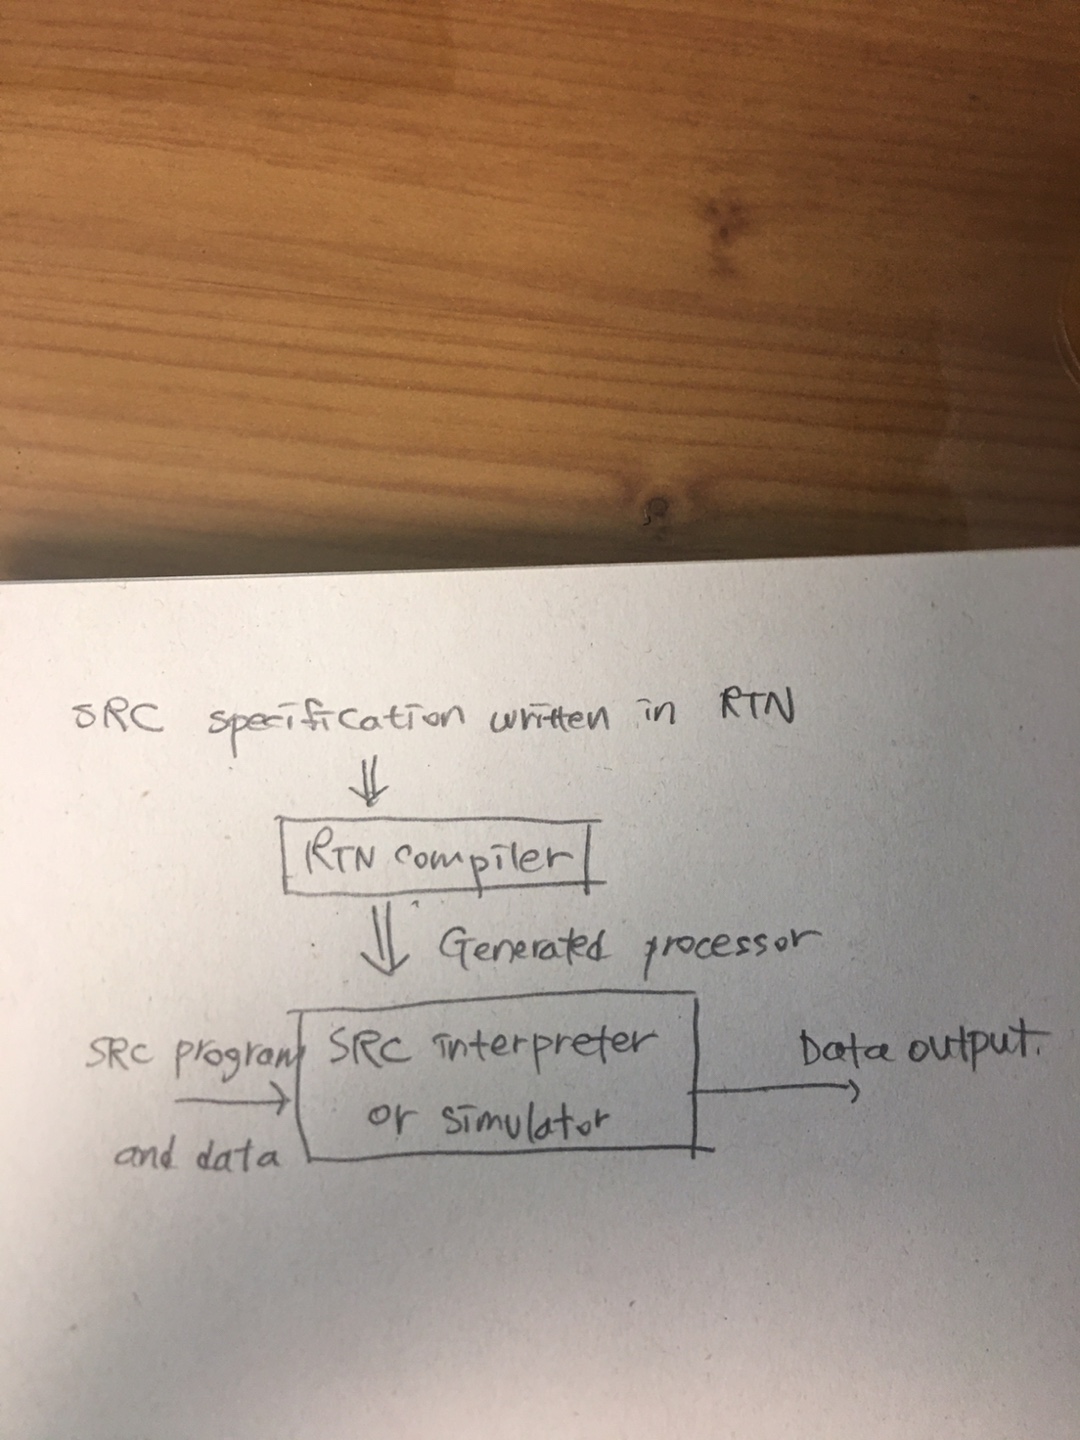 SRC specification written in RTN
RTN compiler
Generated processor
SRC program
and data
SRC interpreter
or simulator
Data output.